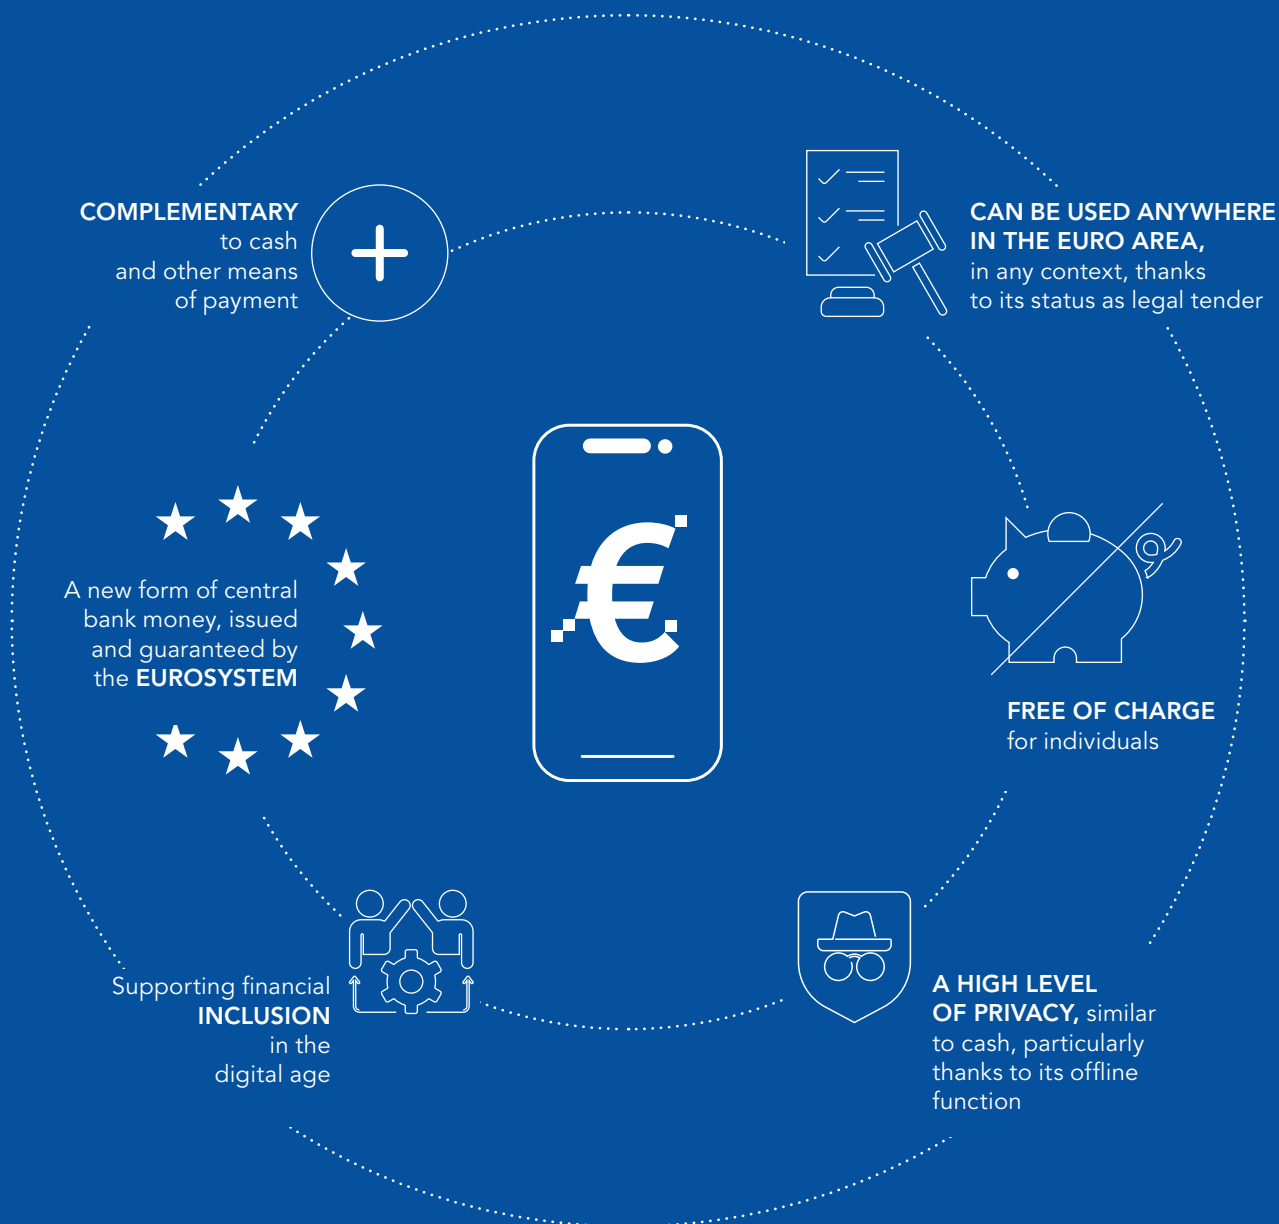 COMPLEMENTARY
to cash
and other means
of payment
CAN BE USED ANYWHERE
IN THE EURO AREA,
in any context, thanks
to its status as legal tender
A new form of central
bank money, issued
and guaranteed by
the EUROSYSTEM
€
FREE OF CHARGE
for individuals
Supporting financial
INCLUSION
in the
digital age
A HIGH LEVEL
OF PRIVACY, similar
to cash, particularly
thanks to its offline
function